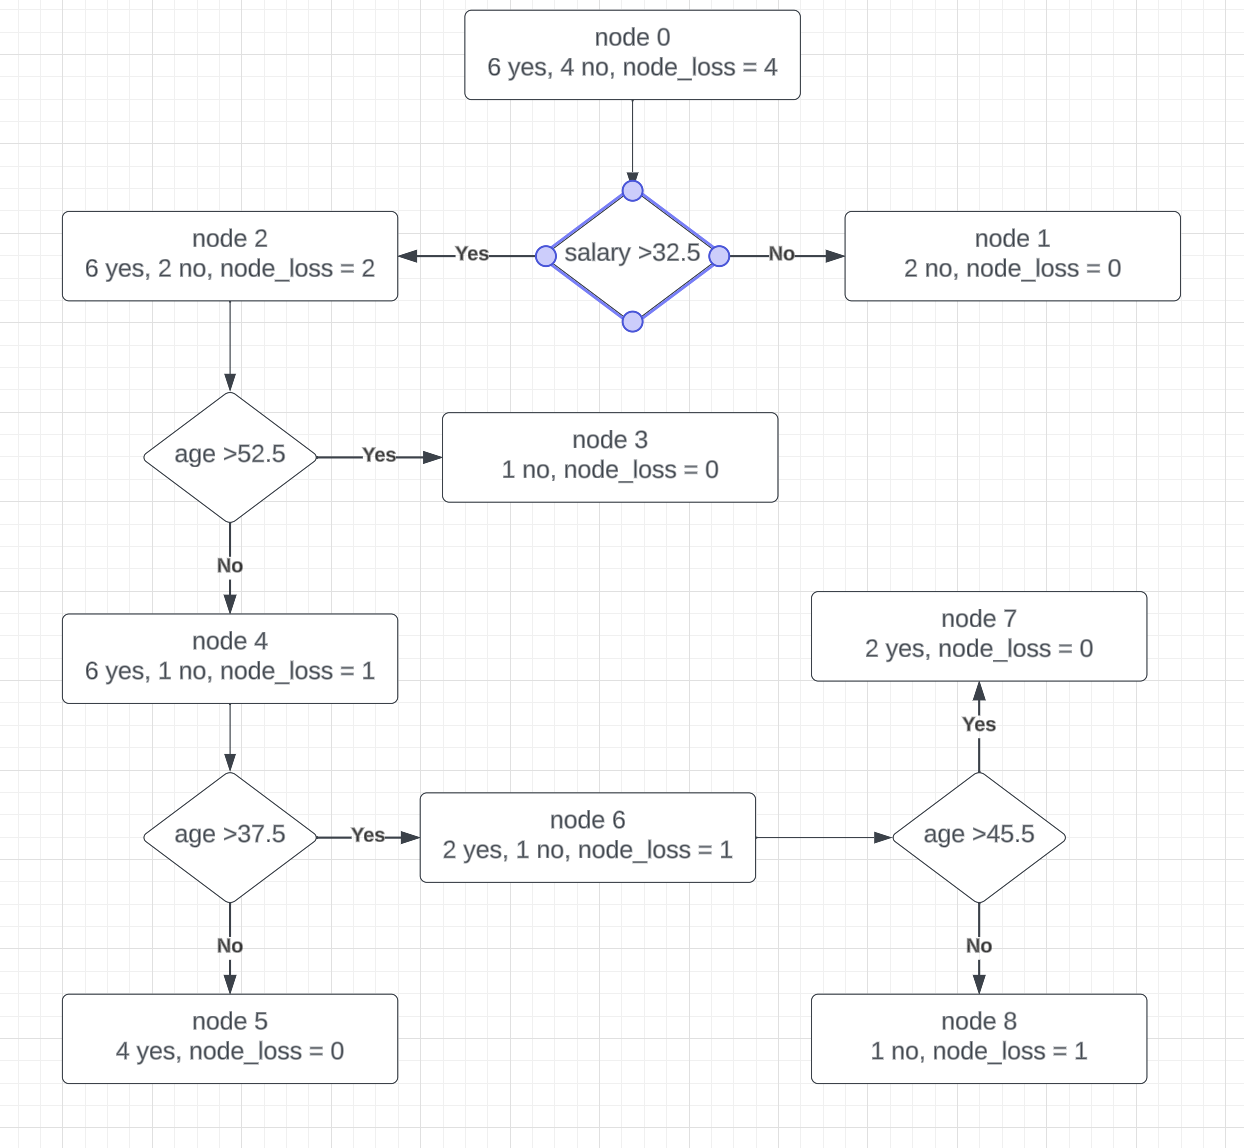 node 0
6 yes, 4 no, node_loss = 4
node 2
6 yes, 2 no, node_loss = 2
Yes
salary >32.5
No
node 1
2 no, node_loss = 0
age >52.5
Yes
node 3
1 no, node_loss = 0
No
node 4
6 yes, 1 no, node_loss = 1
node 7
2 yes, node_loss = 0
Yes
age >37.5
Yes
node 6
2 yes, 1 no, node_loss = 1
age >45.5
No
No
node 5
4 yes, node_loss = 0
node 8
1 no, node_loss = 1